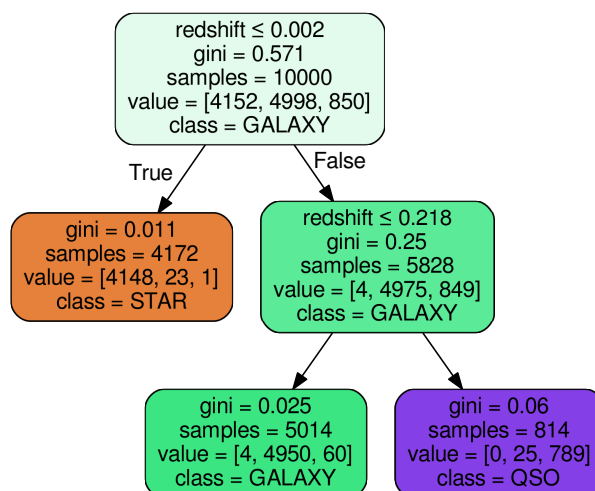 redshift ≤ 0.002
gini = 0.571
samples = 10000
value = [4152, 4998, 850]
class = GALAXY
True
False
gini = 0.011
samples = 4172
value = [4148, 23, 1]
class = STAR
redshift ≤ 0.218
gini = 0.25
samples = 5828
value = [4, 4975, 849]
class = GALAXY
gini = 0.025
samples = 5014
value = [4, 4950, 60]
class = GALAXY
gini = 0.06
samples = 814
value = [0, 25, 789]
class = QSO